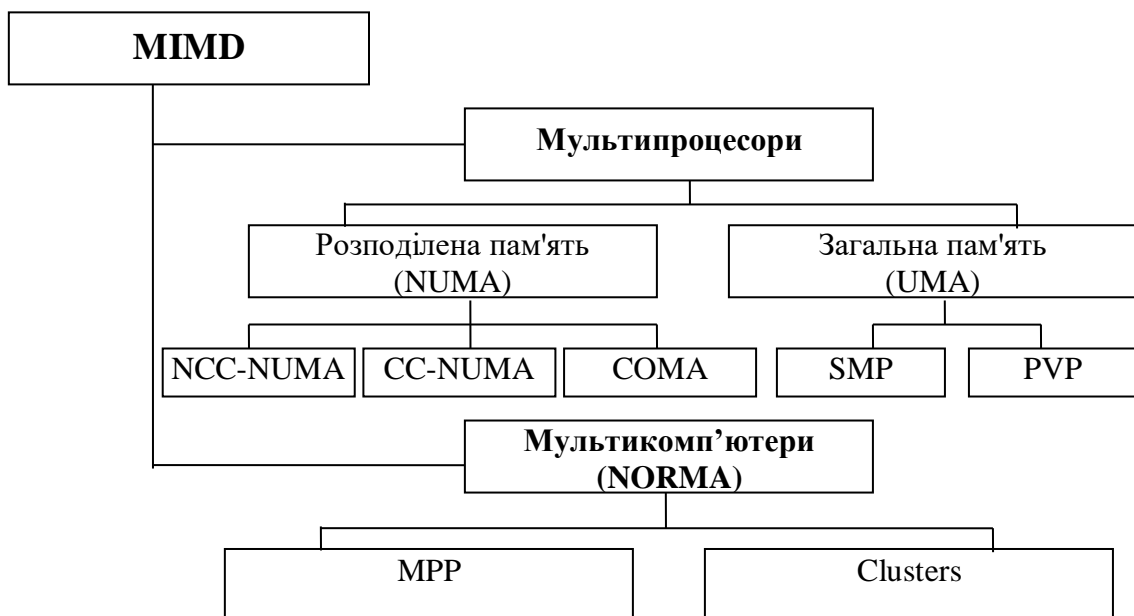 MIMD
Мультипроцесори
Розподілена пам'ять
(NUMA)
Загальна пам'ять
(UMA)
NCC-NUMA
CC-NUMA
COMA
SMP
PVP
Мультикомп’ютери
(NORMA)
MPP
Clusters